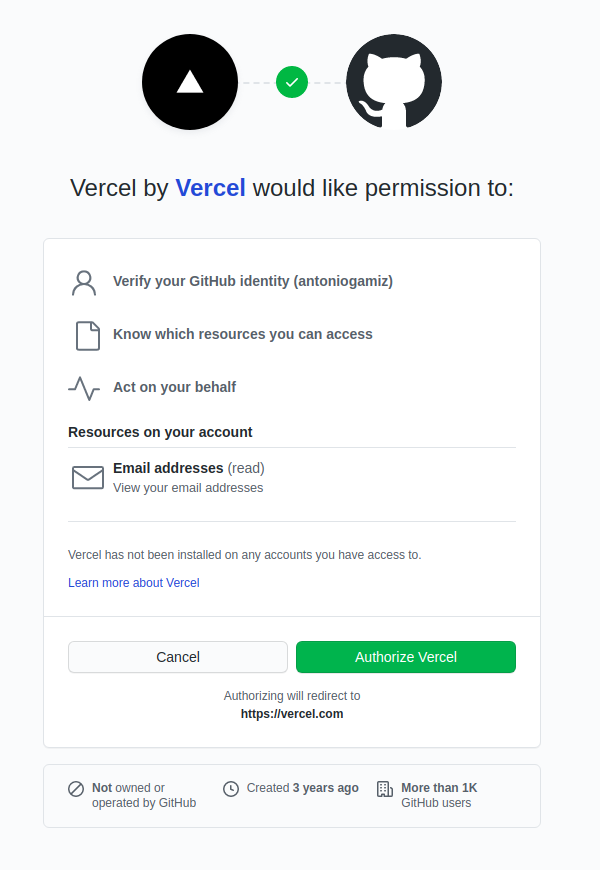 Vercel by Vercel would like permission to:
Verify your GitHub identity (antoniogamiz)
Know which resources you can access
Act on your behalf
Resources on your account
Email addresses (read)
View your email addresses
Vercel has not been installed on any accounts you have access to.
Learn more about Vercel
Cancel
Authorize Vercel
Authorizing will redirect to
https://vercel.com
Not owned or
operated by GitHub
Created 3 years ago
More than 1K
GitHub users